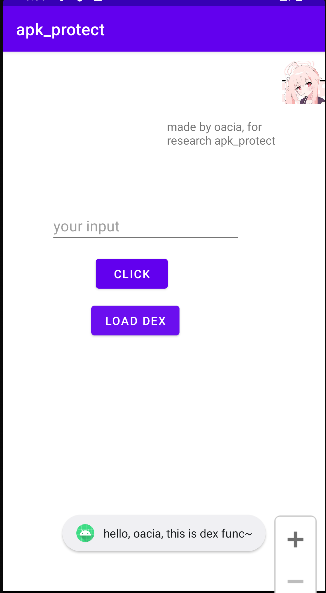 apk_protect
made by oacia, for
research apk_protect
your input
CLICK
LOAD DEX
hello, oacia, this is dex func~
+
−